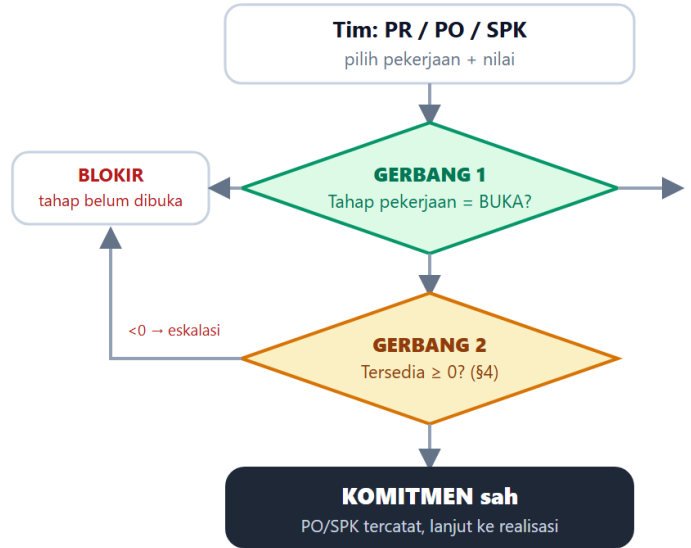 Tim: PR / PO / SPK
pilih pekerjaan + nilai
GERBANG 1
Tahap pekerjaan = BUKA?
BLOKIR
tahap belum dibuka
<0 → eskalasi
GERBANG 2
Tersedia ≥ 0? (§4)
KOMITMEN sah
PO/SPK tercatat, lanjut ke realisasi